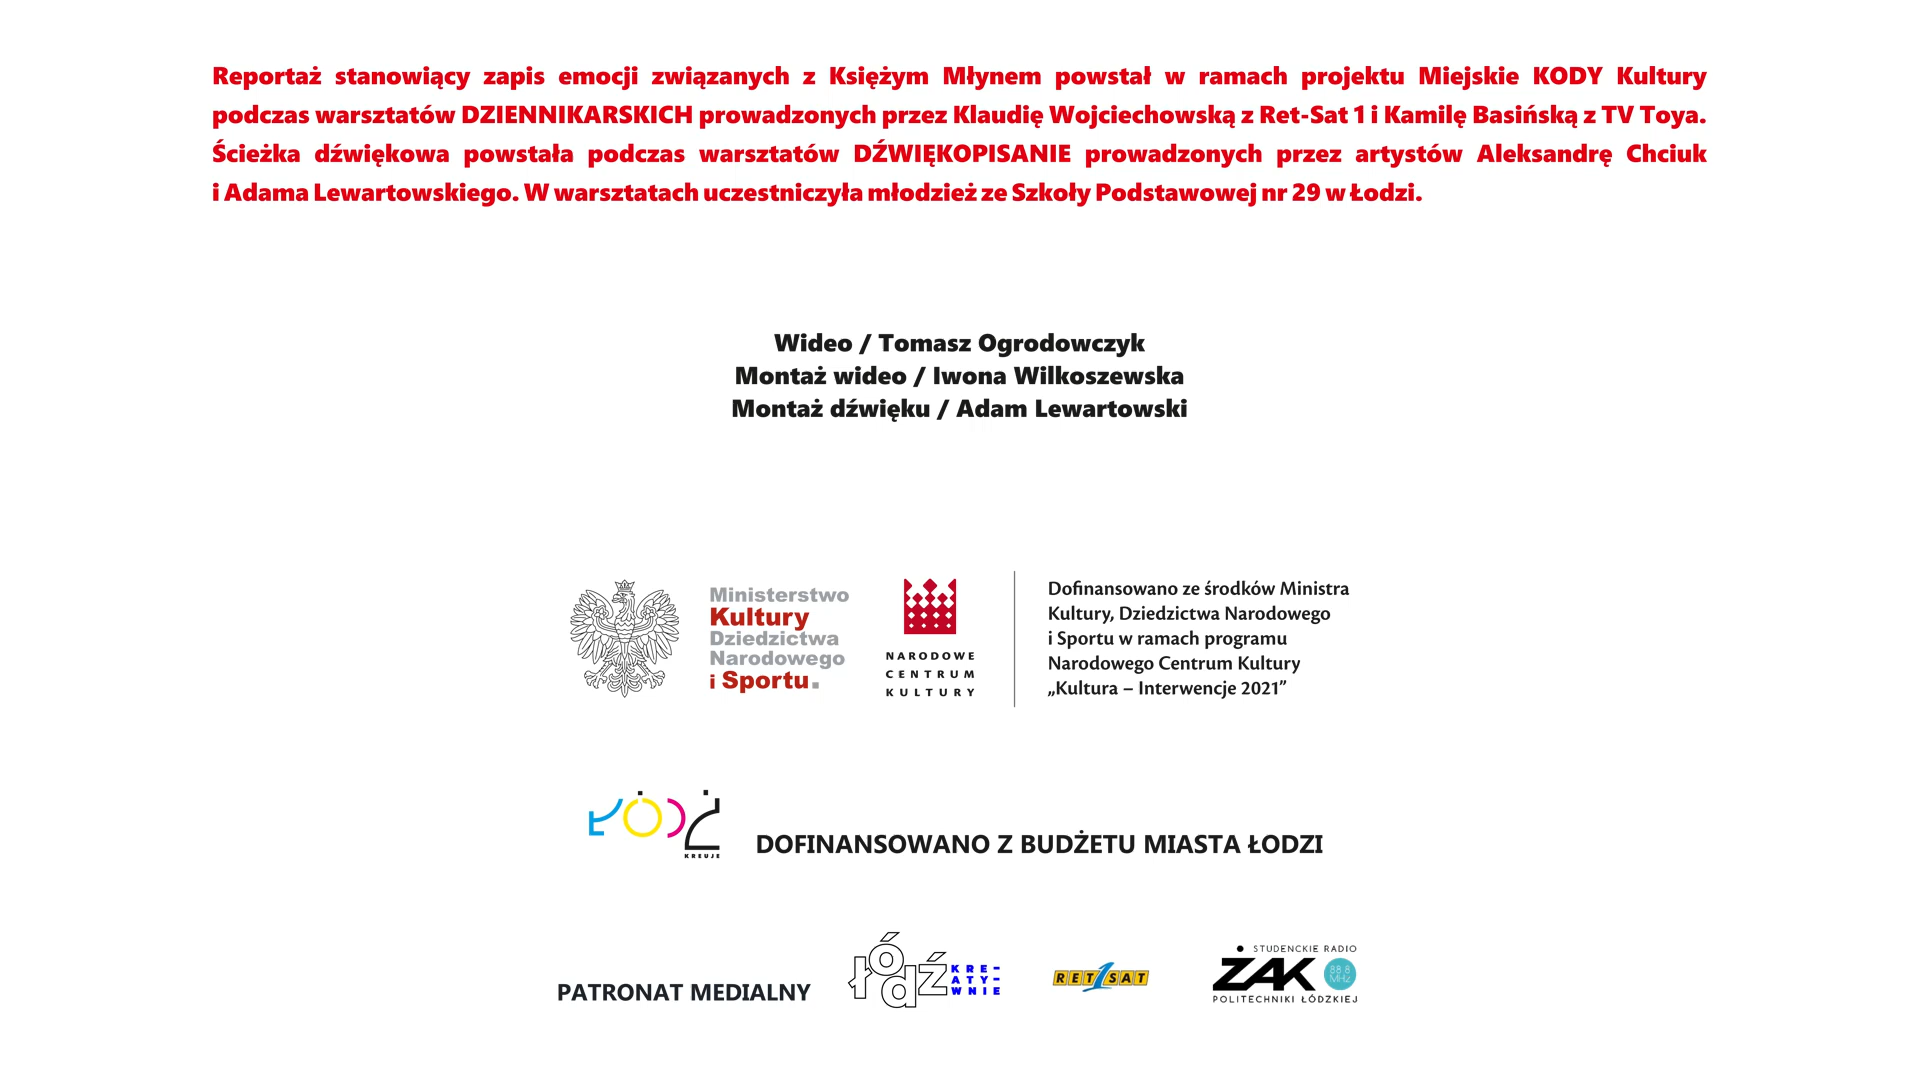 Reportaż stanowiący zapis emocji związanych z Księżym Młynem powstał w ramach projektu Miejskie KODY Kultury
podczas warsztatów DZIENNIKARSKICH prowadzonych przez Klaudię Wojciechowską z Ret-Sat 1 i Kamilę Basińską z TV Toya.
Ścieżka dźwiękowa powstała podczas warsztatów DŹWIĘKOPISANIE prowadzonych przez artystów Aleksandrę Chciuk
i Adama Lewartowskiego. W warsztatach uczestniczyła młodzież ze Szkoły Podstawowej nr 29 w Łodzi.
Wideo / Tomasz Ogrodowczyk
Montaż wideo / Iwona Wilkoszewska
Montaż dźwięku / Adam Lewartowski
Ministerstwo
Kultury
Dziedzictwa
Narodowego
i Sportu.
NARODOWE
CENTRUM
KULTURY
Dofinansowano ze środków Ministra
Kultury, Dziedzictwa Narodowego
i Sportu w ramach programu
Narodowego Centrum Kultury
„Kultura – Interwencje 2021”
ŁÓDŹ
KREUJE
DOFINANSOWANO Z BUDŻETU MIASTA ŁODZI
PATRONAT MEDIALNY
łódź
KRE-
ATY-
WNIE
RET 1 SAT
STUDENCKIE RADIO
ŻAK
88,8
MHz
POLITECHNIKI ŁÓDZKIEJ